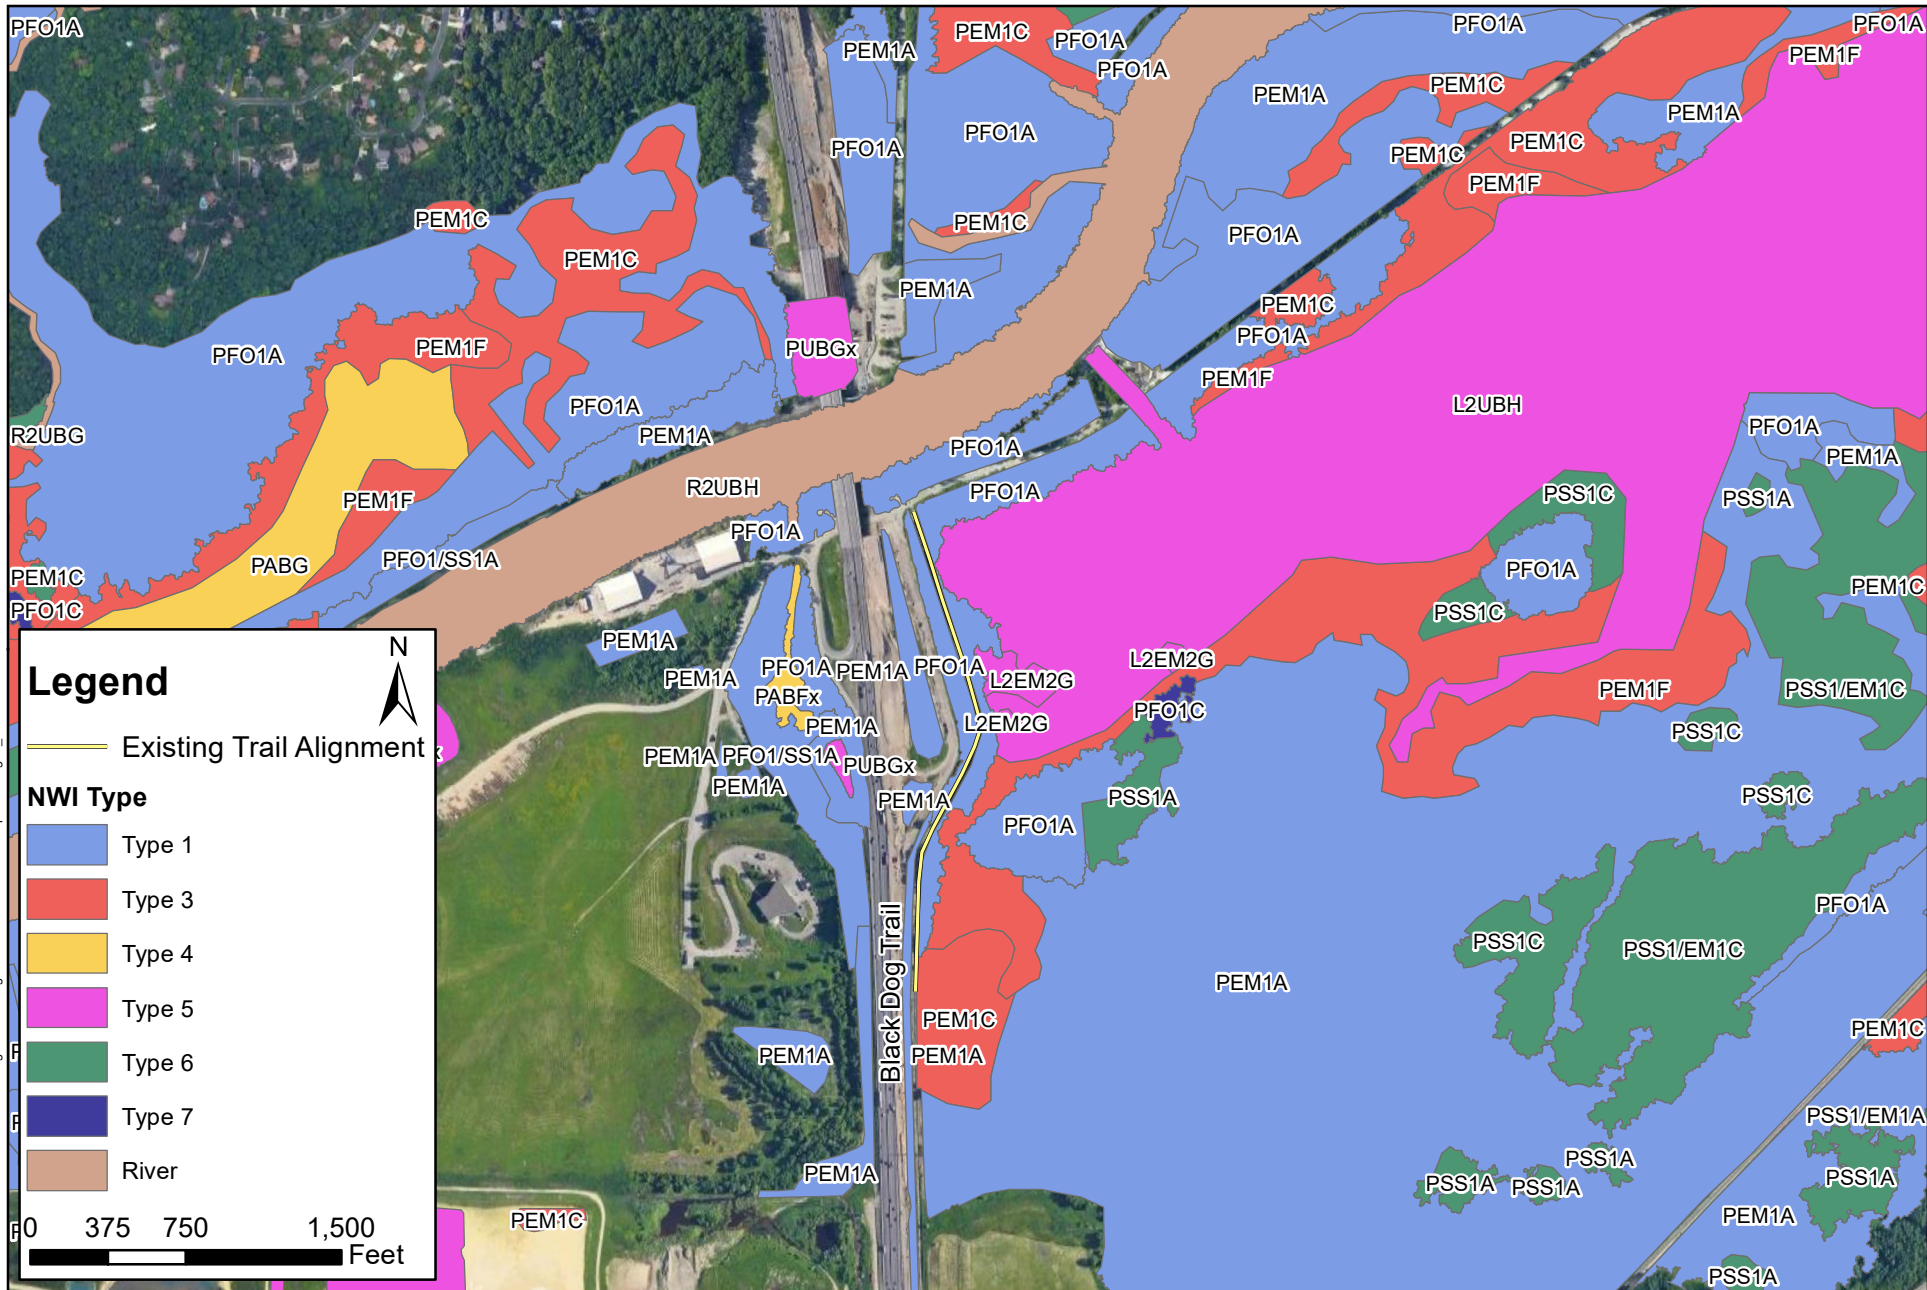 PFO1A
PEM1A
PEM1C
PFO1A
PFO1A
PFO1A
PFO1A
PEM1F
PEM1A
PEM1C
PEM1A
PFO1A
PFO1A
PEM1C
PEM1C
PEM1F
PEM1C
PEM1C
PFO1A
PEM1C
PEM1A
PEM1C
PFO1A
PFO1A
PEM1F
PUBGx
PEM1F
L2UBH
PFO1A
PEM1A
PFO1A
PFO1A
PEM1A
R2UBG
PEM1F
R2UBH
PFO1A
PSS1C
PSS1A
PFO1A
PABG
PFO1/SS1A
PFO1A
PEM1C
PFO1C
PSS1C
PEM1C
PEM1A
PEM1A
PFO1A
PEM1A
PFO1A
L2EM2G
L2EM2G
PABFx
PFO1C
PEM1F
PSS1/EM1C
PEM1A
L2EM2G
PSS1C
PEM1A
PFO1/SS1A
PUBGx
PEM1A
PEM1A
PSS1A
PSS1C
PFO1A
PFO1A
PSS1C
PSS1/EM1C
PEM1A
PEM1C
PEM1A
PEM1A
PEM1C
Black Dog Trail
PSS1/EM1A
PEM1A
PSS1A
PSS1A
PSS1A
PSS1A
PEM1C
PEM1A
PSS1A
Legend
N
Existing Trail Alignment
NWI Type
Type 1
Type 3
Type 4
Type 5
Type 6
Type 7
River
0 375 750 1,500
Feet